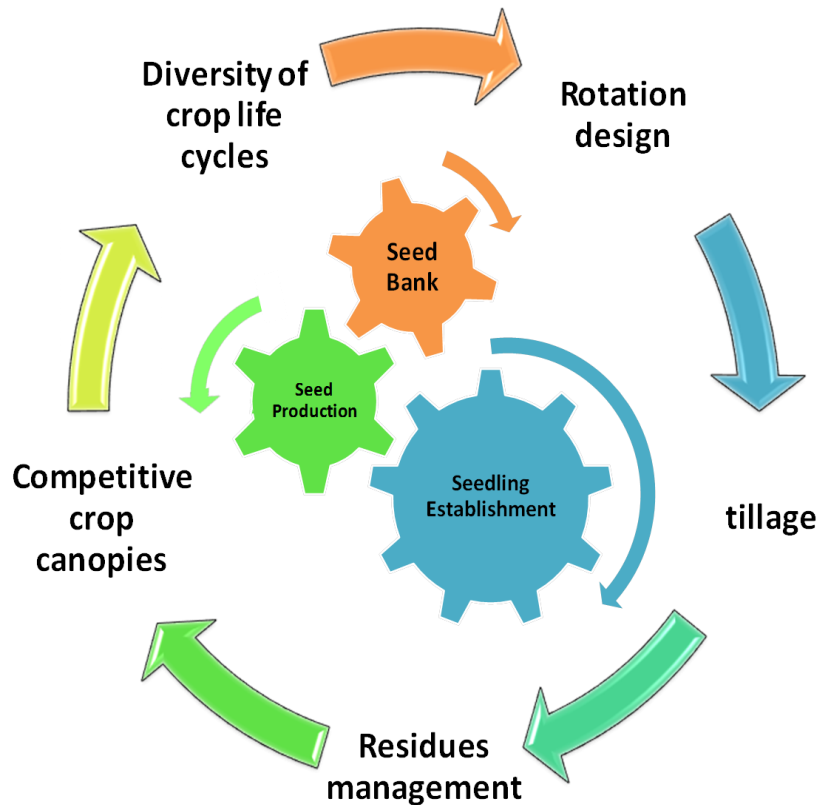 Diversity of
crop life
cycles
Rotation
design
Seed
Bank
Seed
Production
Seedling
Establishment
Competitive
crop
canopies
tillage
Residues
management